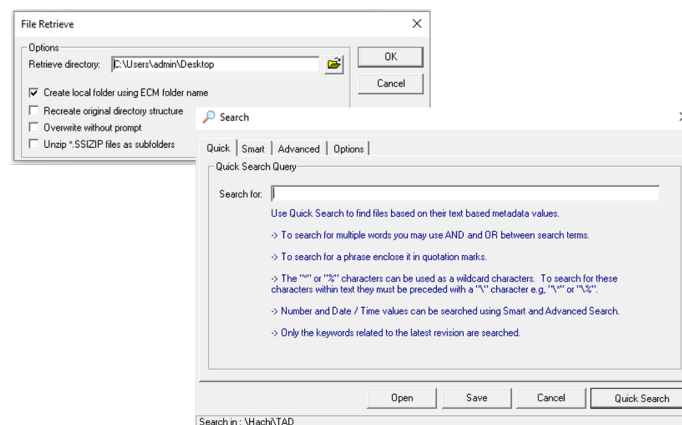 File Retrieve
Options
Retrieve directory: C:\Users\admin\Desktop
OK
Cancel
Create local folder using ECM folder name
Recreate original directory structure
Overwrite without prompt
Unzip *.SSIZIP files as subfolders
Search
Quick Smart Advanced Options
Quick Search Query
Search for:
Use Quick Search to find files based on their text based metadata values.
-> To search for multiple words you may use AND and OR between search terms.
-> To search for a phrase enclose it in quotation marks.
-> The "*" or "%" characters can be used as a wildcard characters. To search for these
characters within text they must be preceded with a "\" character e.g, "\*" or "\%".
-> Number and Date / Time values can be searched using Smart and Advanced Search.
-> Only the keywords related to the latest revision are searched.
Open Save Cancel Quick Search
Search in : \Hachi\TAD